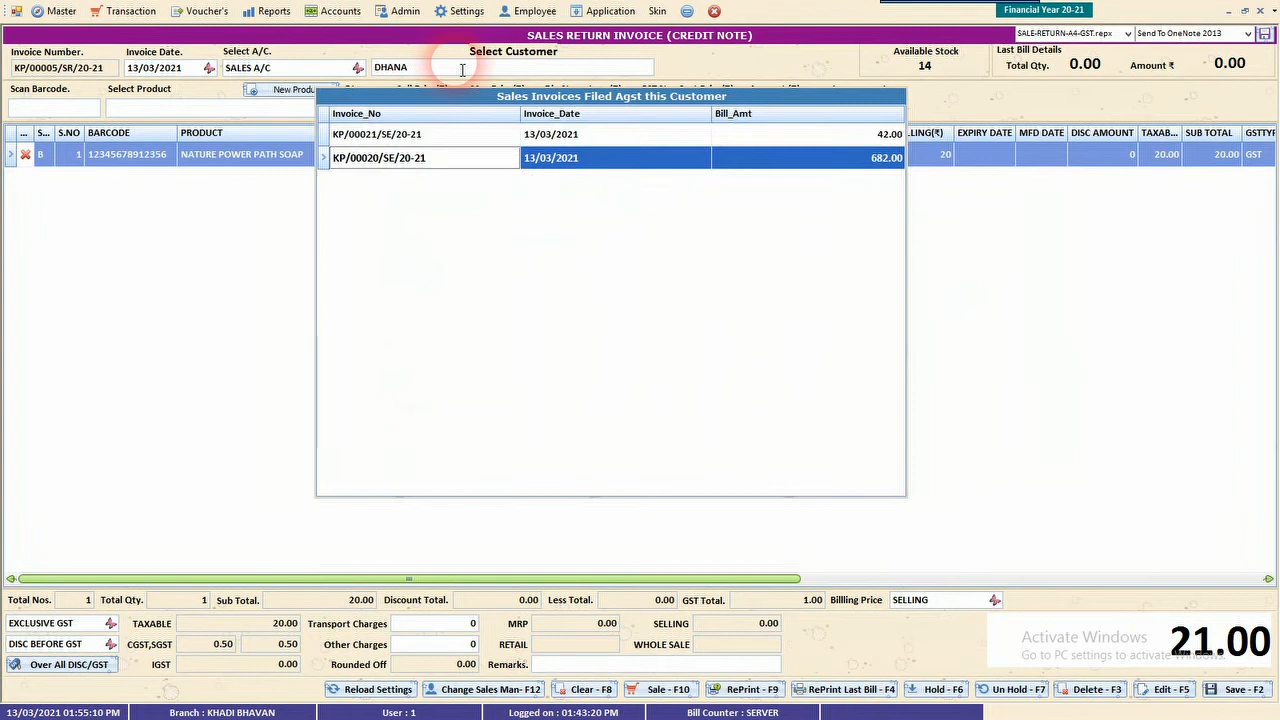 Master Transaction Voucher's Reports Accounts Admin Settings Employee Application Skin Financial Year 20-21
SALES RETURN INVOICE (CREDIT NOTE) SALE-RETURN-A4-GST.repx Send To OneNote 2013
Invoice Number. Invoice Date. Select A/C. Select Customer Available Stock Last Bill Details
KP/00005/SR/20-21 13/03/2021 SALES A/C DHANA 14 Total Qty. 0.00 Amount ₹ 0.00
Scan Barcode. Select Product New Produ
Sales Invoices Filed Agst this Customer
Invoice_No Invoice_Date Bill_Amt
KP/00021/SE/20-21 13/03/2021 42.00
KP/00020/SE/20-21 13/03/2021 682.00
... S... S.NO BARCODE PRODUCT LLING(₹) EXPIRY DATE MFD DATE DISC AMOUNT TAXAB... SUB TOTAL GSTTYP
B 1 12345678912356 NATURE POWER PATH SOAP 20 0 20.00 20.00 GST
Total Nos. 1 Total Qty. 1 Sub Total. 20.00 Discount Total. 0.00 Less Total. 0.00 GST Total. 1.00 Billling Price SELLING
EXCLUSIVE GST TAXABLE 20.00 Transport Charges 0 MRP 0.00 SELLING 0.00
DISC BEFORE GST CGST,SGST 0.50 0.50 Other Charges 0 RETAIL WHOLE SALE
Over All DISC/GST IGST 0.00 Rounded Off 0.00 Remarks.
Activate Windows
Go to PC settings to activate Windows.
21.00
Reload Settings Change Sales Man- F12 Clear - F8 Sale - F10 RePrint - F9 RePrint Last Bill - F4 Hold - F6 Un Hold - F7 Delete - F3 Edit - F5 Save - F2
13/03/2021 01:55:10 PM Branch : KHADI BHAVAN User : 1 Logged on : 01:43:20 PM Bill Counter : SERVER